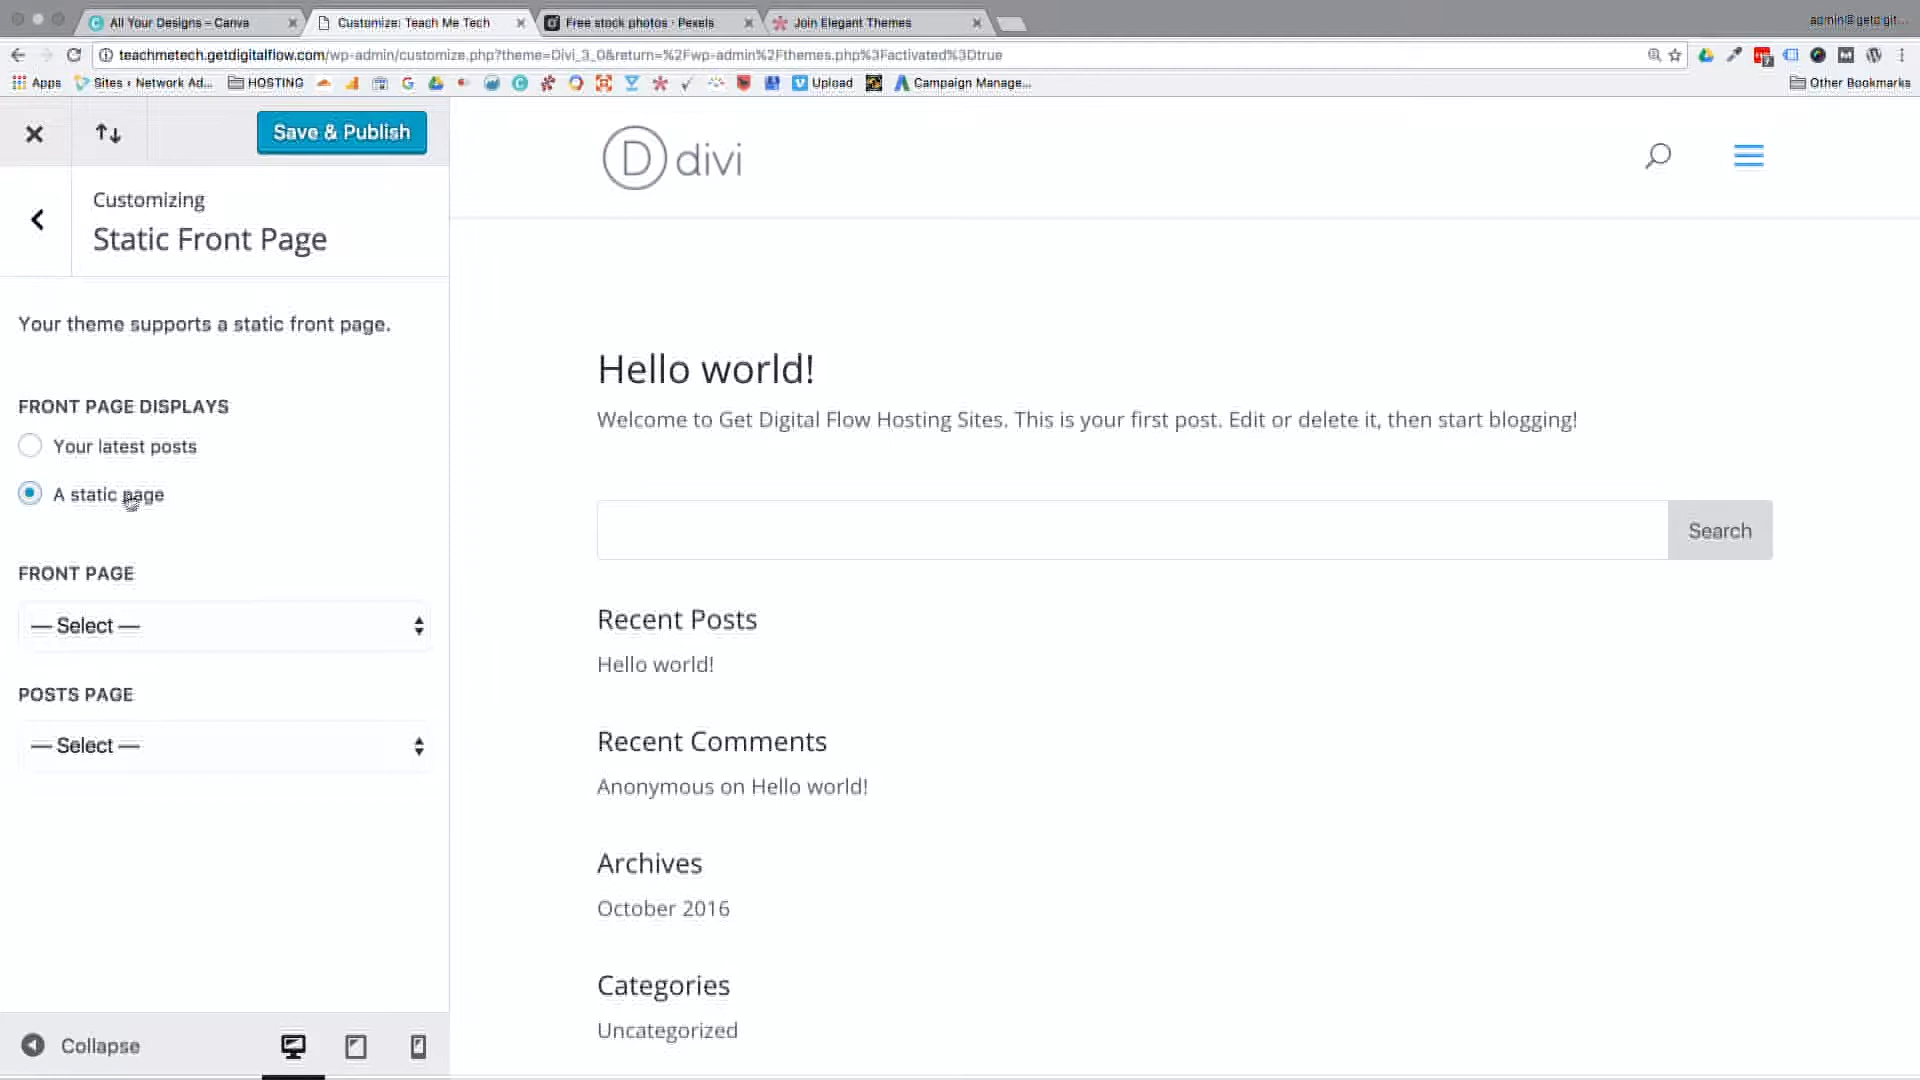 All Your Designs – Canva
Customize: Teach Me Tech
Free stock photos · Pexels
Join Elegant Themes
admin@getdigit...
teachmetech.getdigitalflow.com/wp-admin/customize.php?theme=Divi_3_0&return=%2Fwp-admin%2Fthemes.php%3Factivated%3Dtrue
Apps
Sites ‹ Network Ad...
HOSTING
Upload
Campaign Manage...
Other Bookmarks
Save & Publish
Customizing
Static Front Page
Your theme supports a static front page.
FRONT PAGE DISPLAYS
Your latest posts
A static page
FRONT PAGE
— Select —
POSTS PAGE
— Select —
Collapse
D divi
Hello world!
Welcome to Get Digital Flow Hosting Sites. This is your first post. Edit or delete it, then start blogging!
Search
Recent Posts
Hello world!
Recent Comments
Anonymous on Hello world!
Archives
October 2016
Categories
Uncategorized